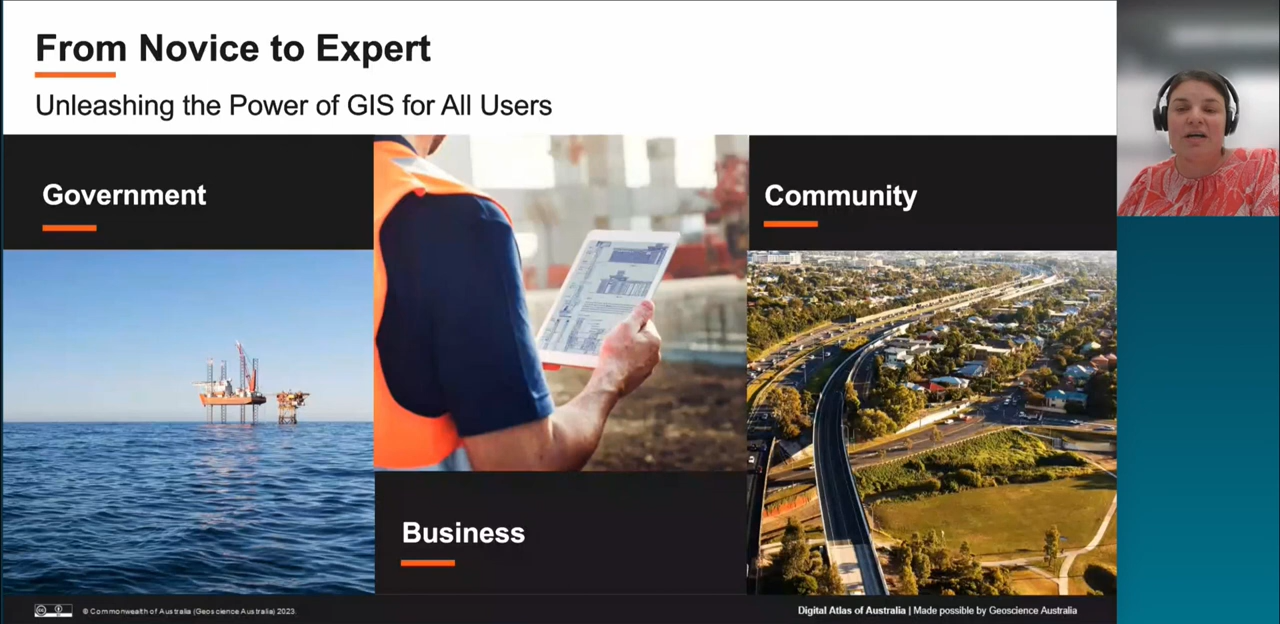 From Novice to Expert
Unleashing the Power of GIS for All Users
Government
Business
Community
© Commonwealth of Australia (Geoscience Australia) 2023.
Digital Atlas of Australia | Made possible by Geoscience Australia